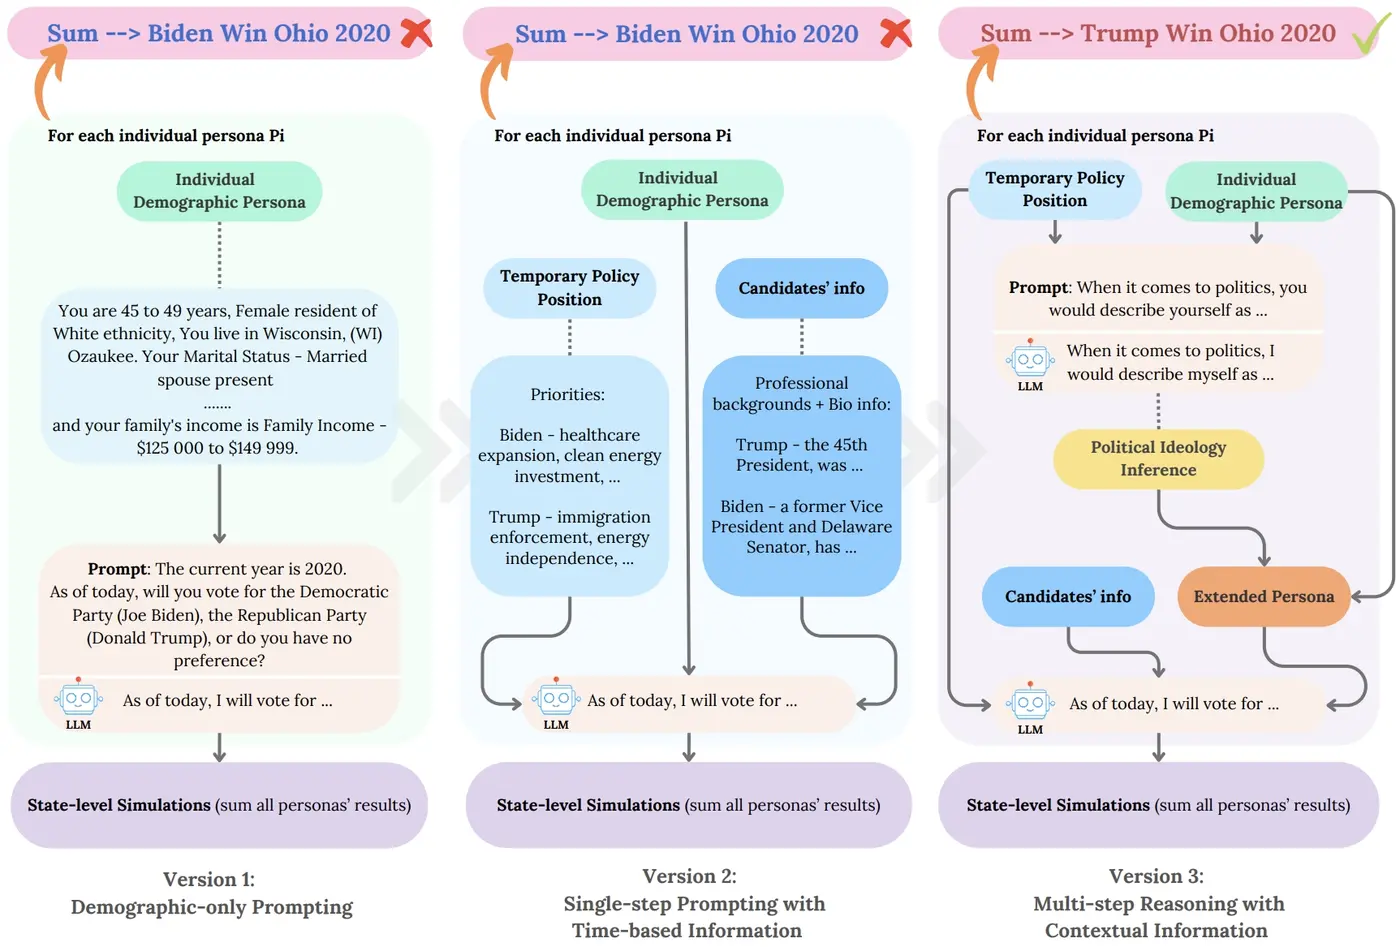 Sum --> Biden Win Ohio 2020
For each individual persona Pi
Individual
Demographic Persona
You are 45 to 49 years, Female resident of
White ethnicity, You live in Wisconsin, (WI)
Ozaukee. Your Marital Status - Married
spouse present
.......
and your family's income is Family Income -
$125 000 to $149 999.
Prompt: The current year is 2020.
As of today, will you vote for the Democratic
Party (Joe Biden), the Republican Party
(Donald Trump), or do you have no
preference?
LLM
As of today, I will vote for ...
State-level Simulations (sum all personas' results)
Version 1:
Demographic-only Prompting
Sum --> Biden Win Ohio 2020
For each individual persona Pi
Individual
Demographic Persona
Temporary Policy
Position
Priorities:
Biden - healthcare
expansion, clean energy
investment, ...
Trump - immigration
enforcement, energy
independence, ...
Candidates' info
Professional
backgrounds + Bio info:
Trump - the 45th
President, was ...
Biden - a former Vice
President and Delaware
Senator, has ...
LLM
As of today, I will vote for ...
State-level Simulations (sum all personas' results)
Version 2:
Single-step Prompting with
Time-based Information
Sum --> Trump Win Ohio 2020
For each individual persona Pi
Temporary Policy
Position
Individual
Demographic Persona
Prompt: When it comes to politics, you
would describe yourself as ...
LLM
When it comes to politics, I
would describe myself as ...
Political Ideology
Inference
Candidates' info
Extended Persona
LLM
As of today, I will vote for ...
State-level Simulations (sum all personas' results)
Version 3:
Multi-step Reasoning with
Contextual Information